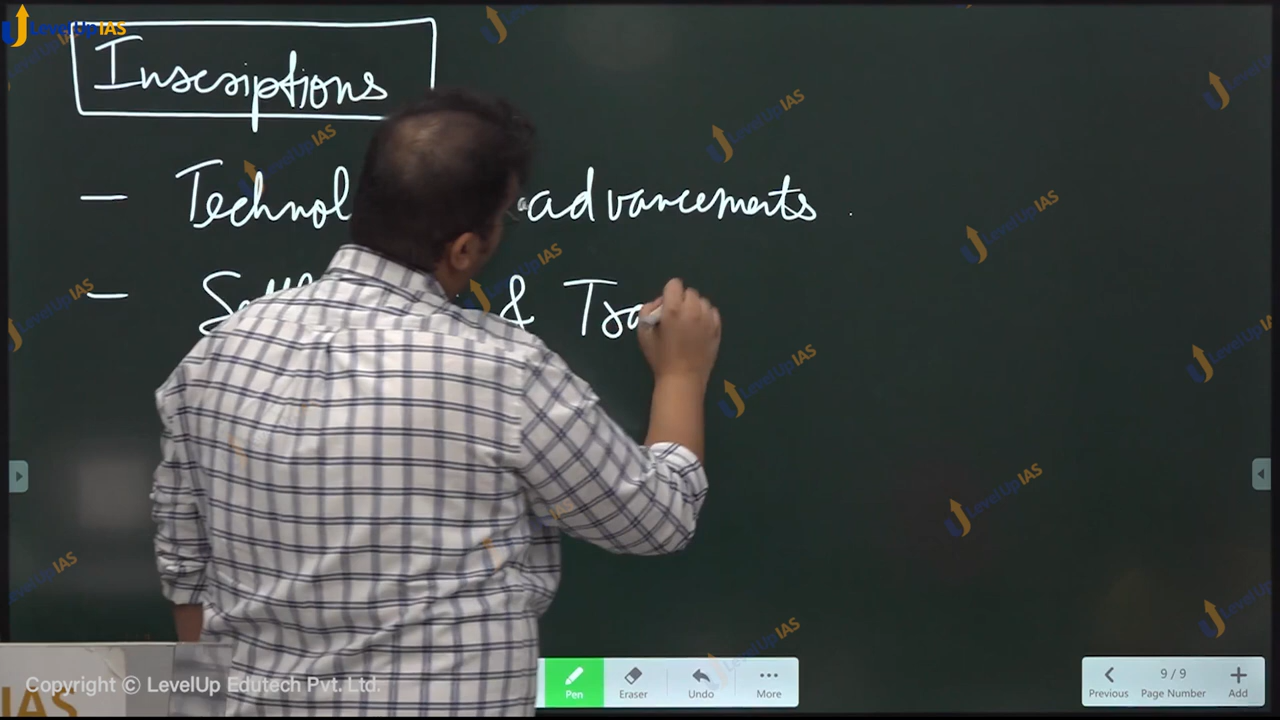 LevelUp IAS
Inscriptions
— Technol advancements
— & Tra
Pen Eraser Undo More
Previous 9 / 9 Page Number Add
Copyright © LevelUp Edutech Pvt. Ltd.
IAS